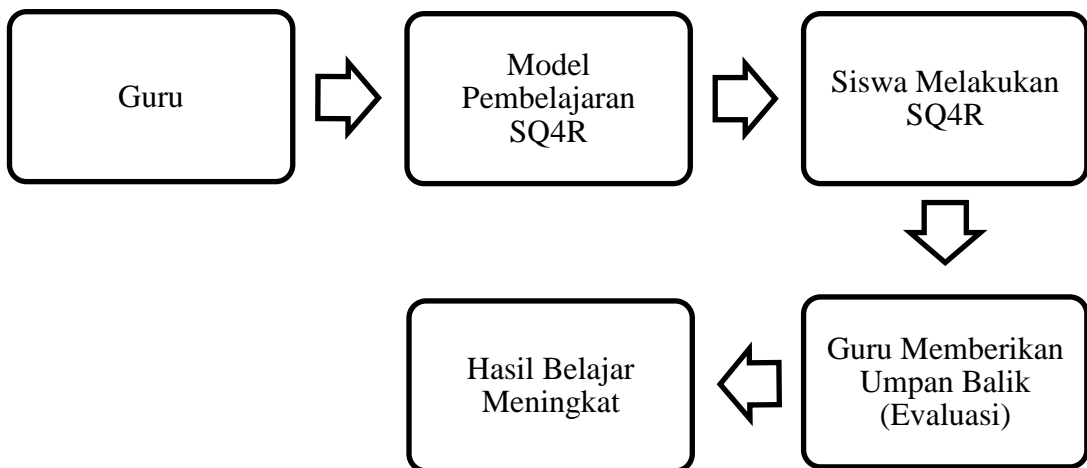 Guru
Model
Pembelajaran
SQ4R
Siswa Melakukan
SQ4R
Guru Memberikan
Umpan Balik
(Evaluasi)
Hasil Belajar
Meningkat